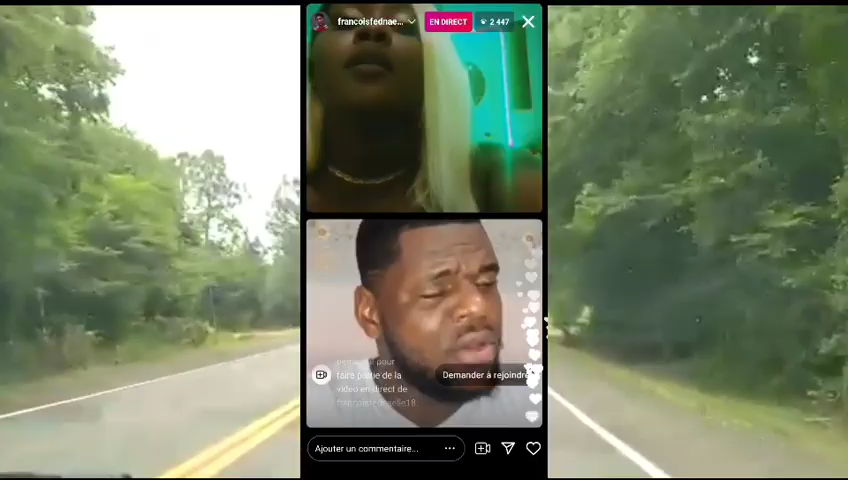 francoisfednae...
EN DIRECT
2 447
pour
faire partie de la
vidéo en direct de
Demander à rejoindre
Ajouter un commentaire...